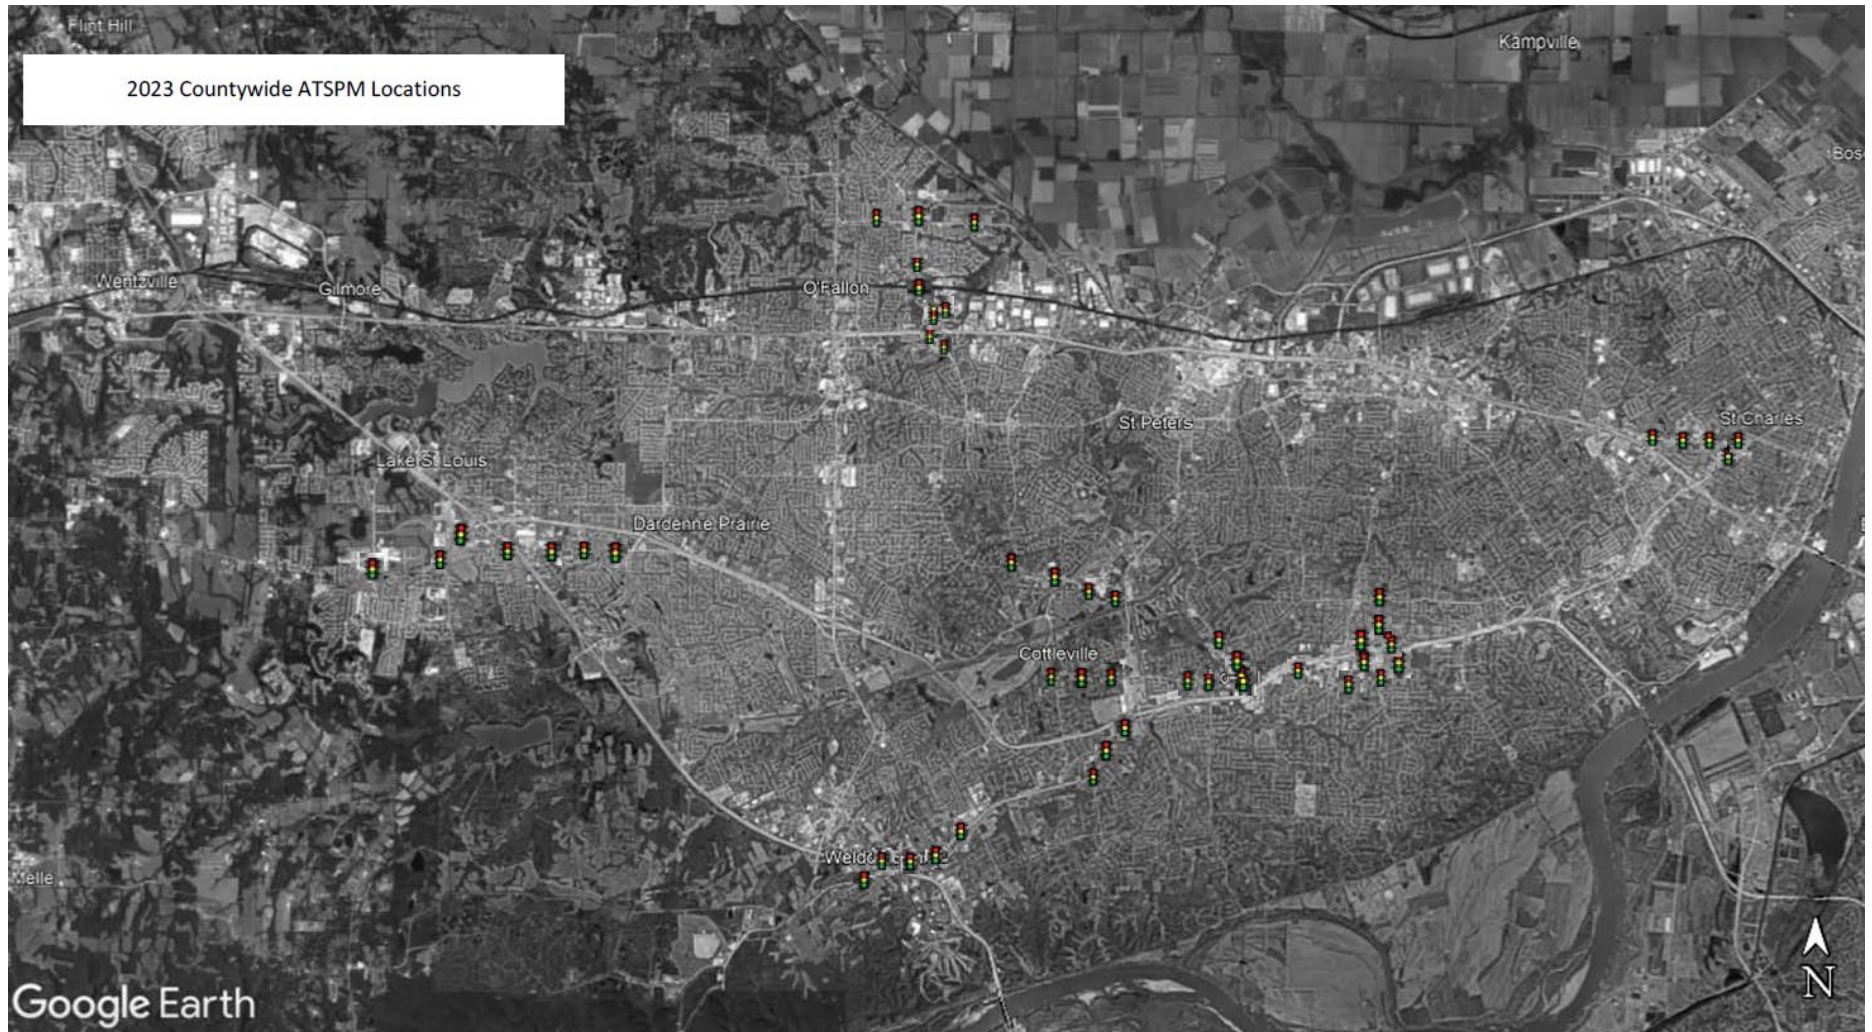 Flint Hill
Kampville
2023 Countywide ATSPM Locations
Bos
Wentzville
Gilmore
O'Fallon
St Peters
St Charles
Lake St Louis
Dardenne Prairie
Cottleville
Melle
N
Google Earth